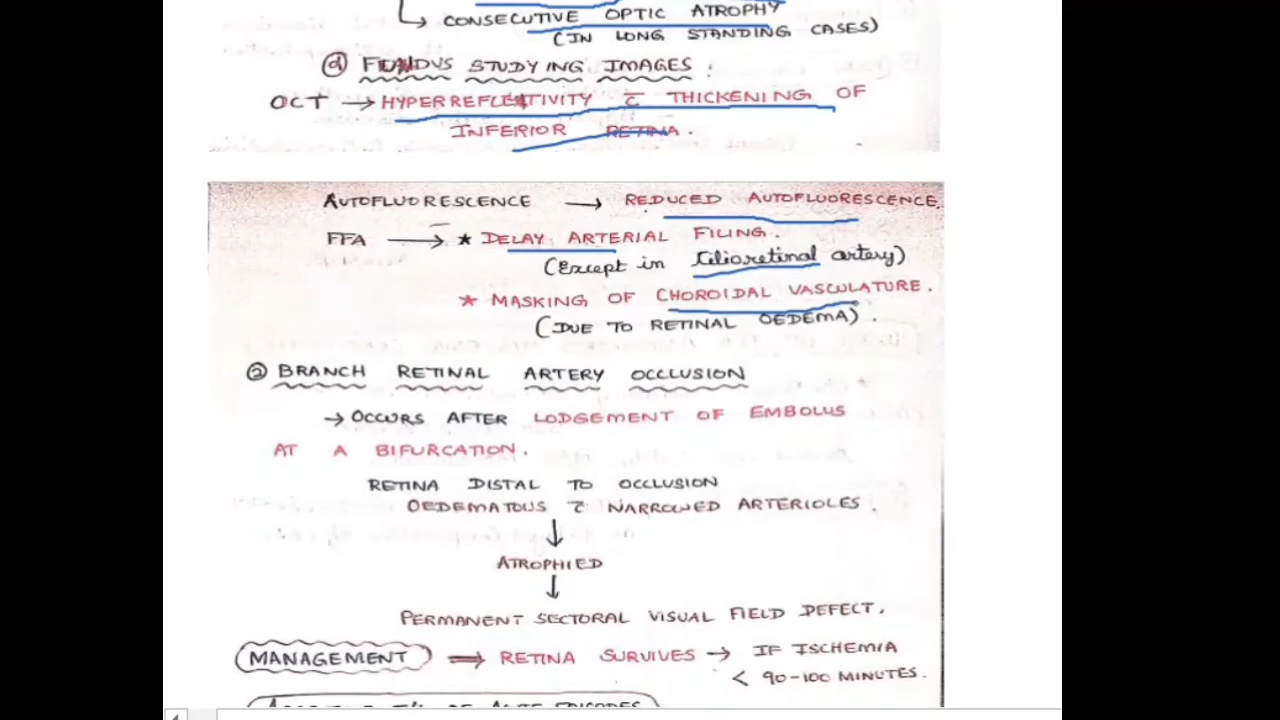 ↳ CONSECUTIVE OPTIC ATROPHY
(IN LONG STANDING CASES)
ⓓ FUNDUS STUDYING IMAGES :
OCT → HYPERREFLECTIVITY c̄ THICKENING OF
INFERIOR RETINA.
AUTOFLUORESCENCE → REDUCED AUTOFLUORESCENCE.
FFA → ★ DELAY ARTERIAL FILING.
(Except in Cilioretinal artery)
★ MASKING OF CHOROIDAL VASCULATURE.
(DUE TO RETINAL OEDEMA).
② BRANCH RETINAL ARTERY OCCLUSION
→ OCCURS AFTER LODGEMENT OF EMBOLUS
AT A BIFURCATION.
RETINA DISTAL TO OCCLUSION
OEDEMATOUS c̄ NARROWED ARTERIOLES.
↓
ATROPHIED
↓
PERMANENT SECTORAL VISUAL FIELD DEFECT.
MANAGEMENT ⟹ RETINA SURVIVES → IF ISCHEMIA
< 90-100 MINUTES.